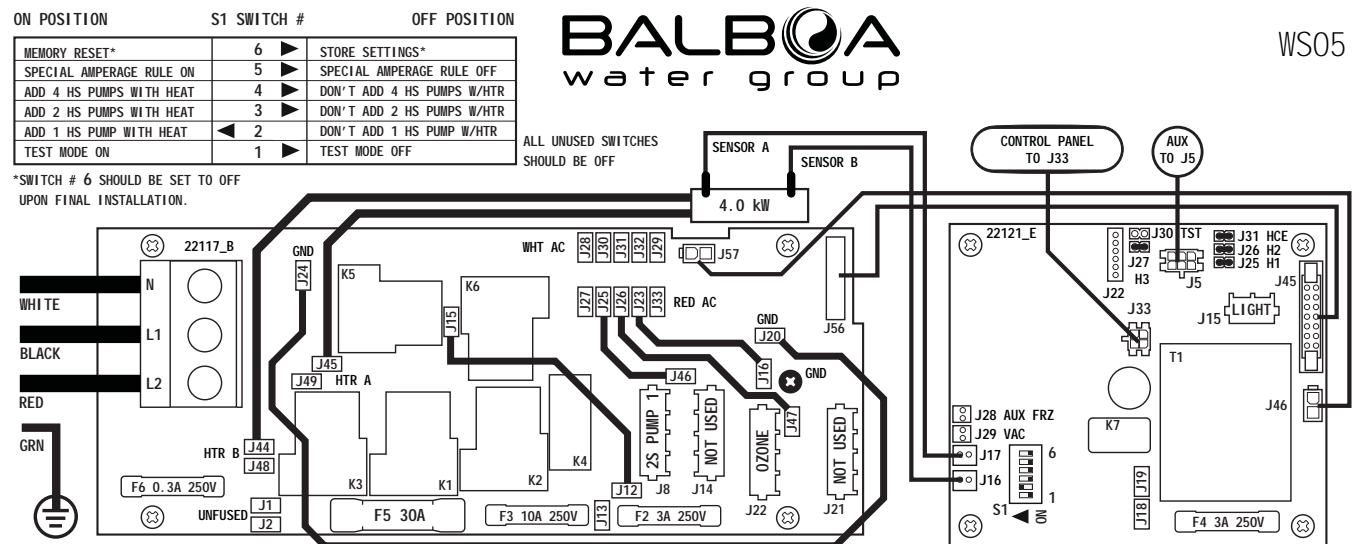 ON POSITION S1 SWITCH # OFF POSITION
MEMORY RESET* 6 STORE SETTINGS*
SPECIAL AMPERAGE RULE ON 5 SPECIAL AMPERAGE RULE OFF
ADD 4 HS PUMPS WITH HEAT 4 DON'T ADD 4 HS PUMPS W/HTR
ADD 2 HS PUMPS WITH HEAT 3 DON'T ADD 2 HS PUMPS W/HTR
ADD 1 HS PUMP WITH HEAT 2 DON'T ADD 1 HS PUMP W/HTR
TEST MODE ON 1 TEST MODE OFF
*SWITCH # 6 SHOULD BE SET TO OFF
UPON FINAL INSTALLATION.
BALBOA
water group
WS05
ALL UNUSED SWITCHES
SHOULD BE OFF
SENSOR A
SENSOR B
4.0 kW
CONTROL PANEL
TO J33
AUX
TO J5
22117_B
GND
J24
N
WHITE
L1
BLACK
L2
RED
GRN
K5
K6
J15
J45
J49 HTR A
WHT AC
J28
J30
J31
J32
J29
J57
J27
J25
J26
J23
J33
RED AC
GND
J20
J56
J46
J16
GND
J47
HTR B
J44
J48
K3
K1
K2
K4
F6 0.3A 250V
UNFUSED
J1
J2
F5 30A
F3 10A 250V
J12
J13
F2 3A 250V
2S PUMP 1
J8
NOT USED
J14
OZONE
J22
NOT USED
J21
22121_E
J22
J30 TST
J27
H3
J5
J31 HCE
J26 H2
J25 H1
J45
J33
J15
LIGHT
T1
K7
J46
J28 AUX FRZ
J29 VAC
J17
J16
6
1
S1
ON
J19
J18
F4 3A 250V